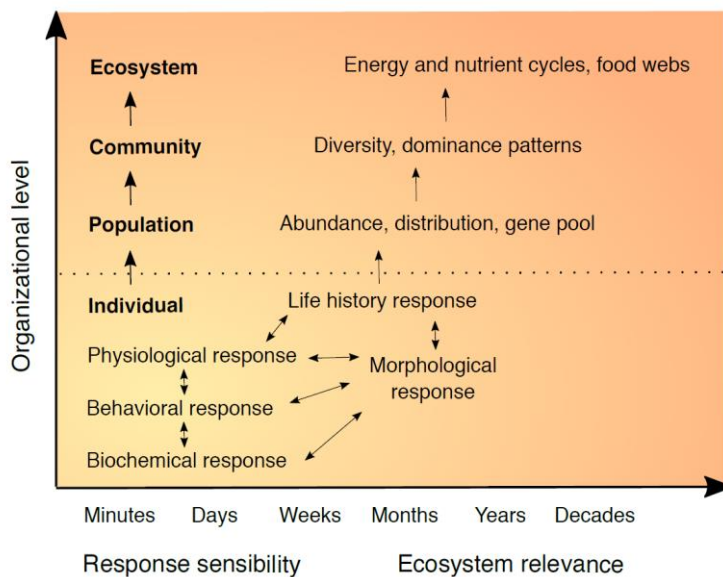 Organizational level
Ecosystem
Energy and nutrient cycles, food webs
Community
Diversity, dominance patterns
Population
Abundance, distribution, gene pool
Individual
Life history response
Physiological response
Morphological
response
Behavioral response
Biochemical response
Minutes Days Weeks Months Years Decades
Response sensibility Ecosystem relevance